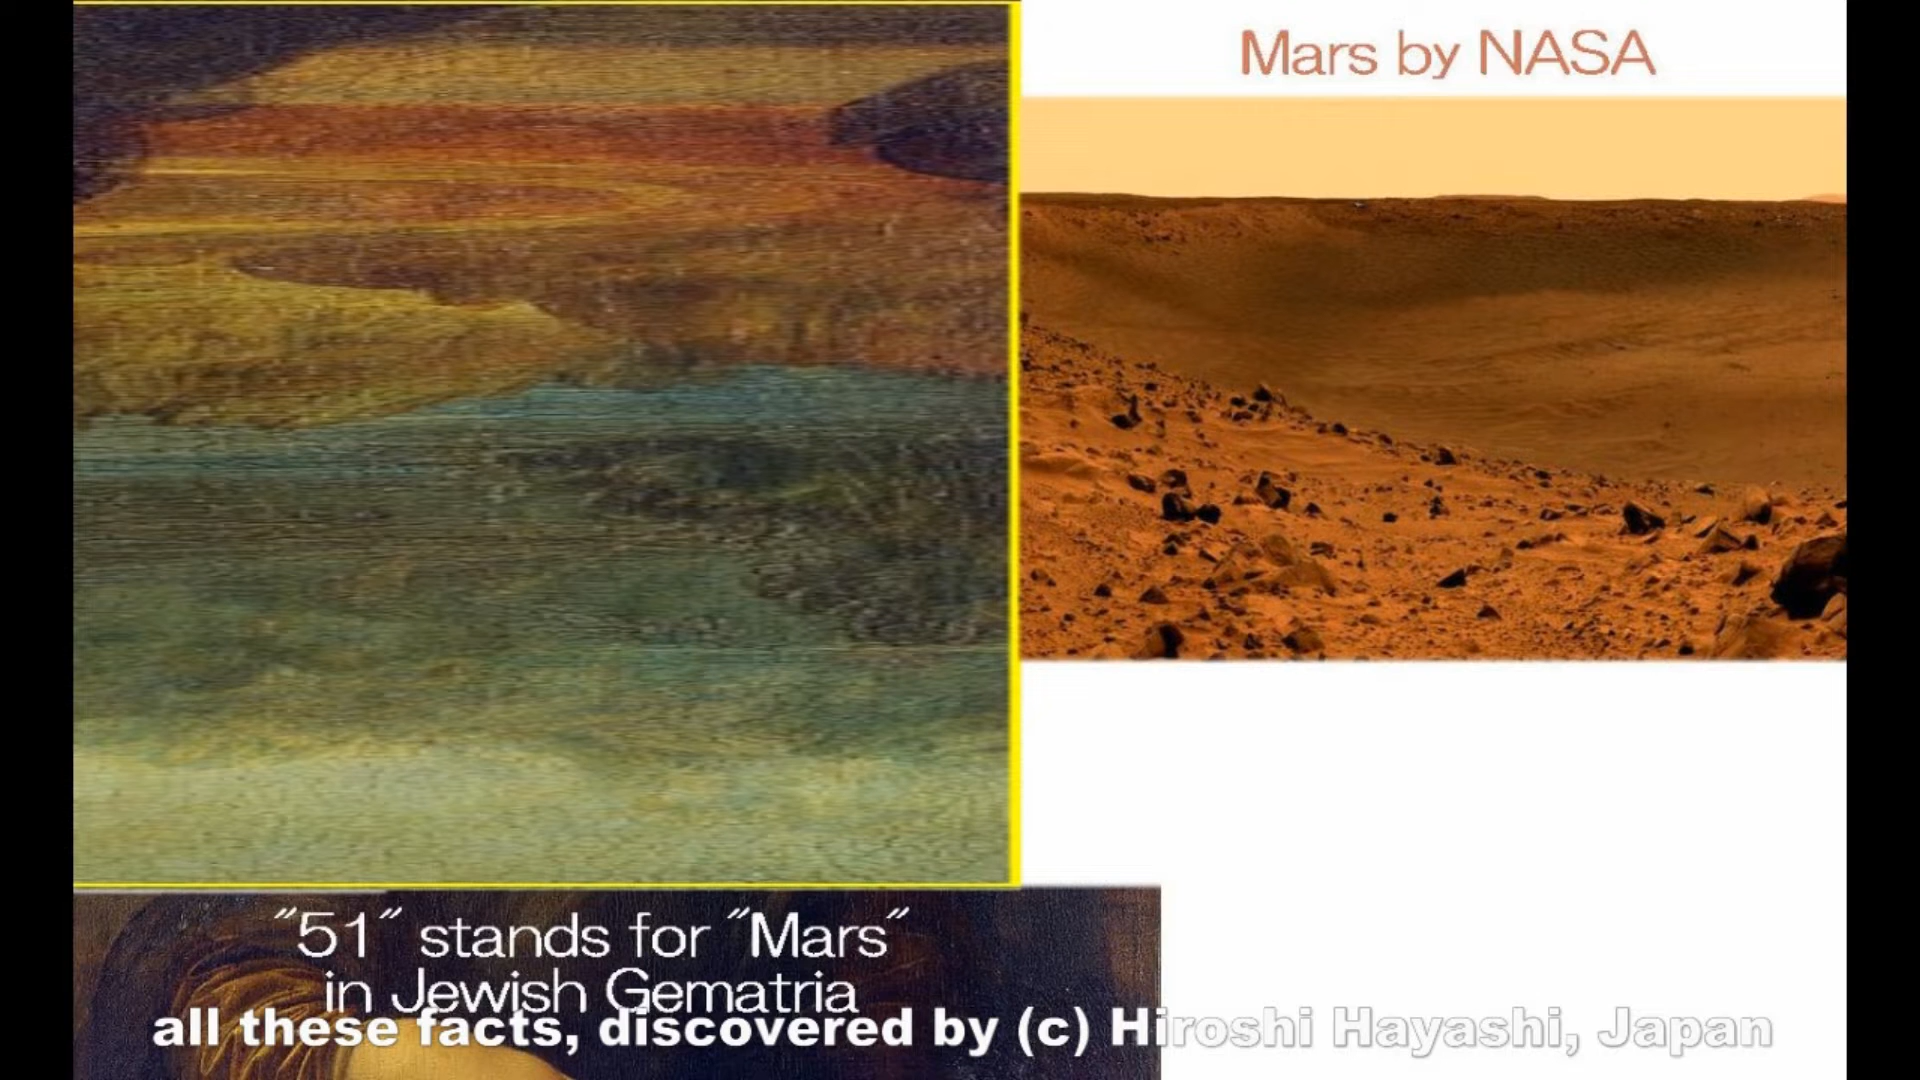 Mars by NASA
"51" stands for "Mars"
in Jewish Gematria
all these facts, discovered by (c) Hiroshi Hayashi, Japan